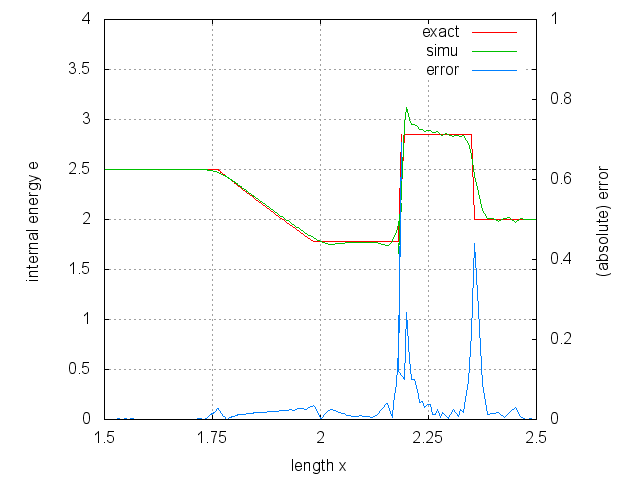 4
3.5
3
2.5
2
1.5
1
0.5
0
internal energy e
1
0.8
0.6
0.4
0.2
0
(absolute) error
exact
simu
error
1.5 1.75 2 2.25 2.5
length x